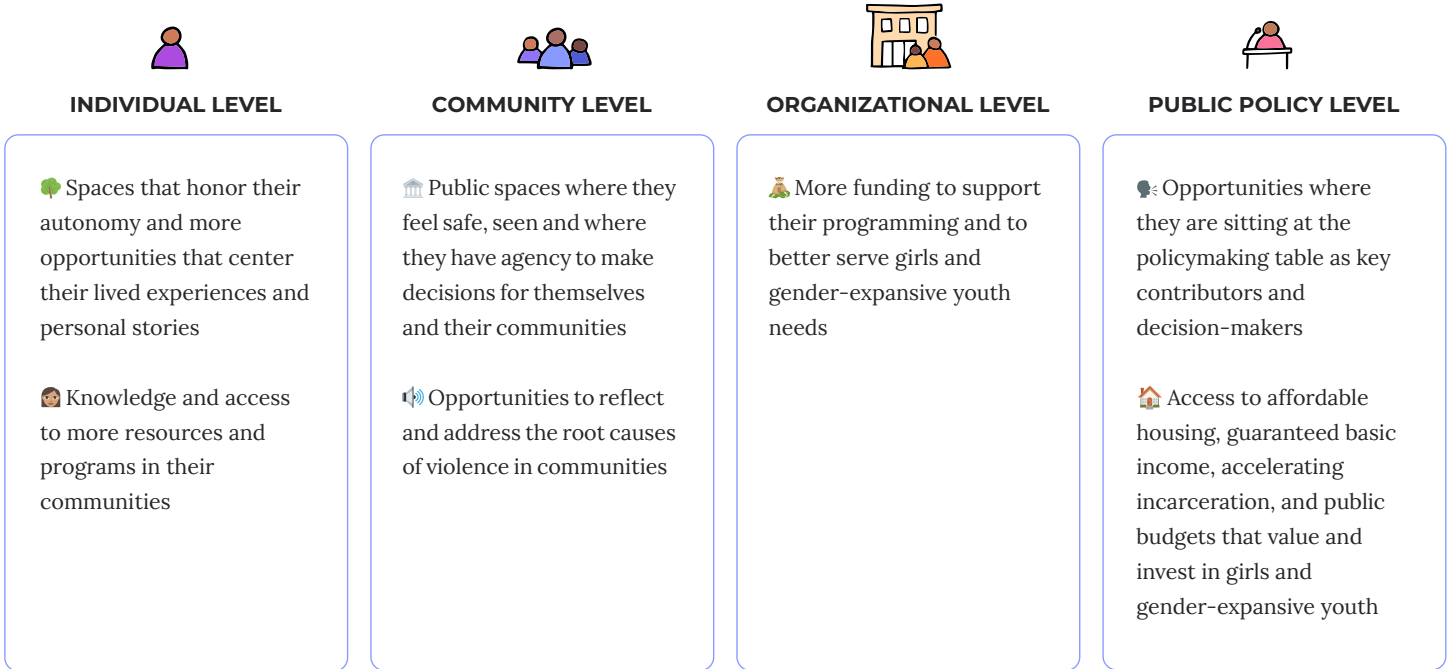 INDIVIDUAL LEVEL
Spaces that honor their
autonomy and more
opportunities that center
their lived experiences and
personal stories
Knowledge and access
to more resources and
programs in their
communities
COMMUNITY LEVEL
Public spaces where they
feel safe, seen and where
they have agency to make
decisions for themselves
and their communities
Opportunities to reflect
and address the root causes
of violence in communities
ORGANIZATIONAL LEVEL
More funding to support
their programming and to
better serve girls and
gender-expansive youth
needs
PUBLIC POLICY LEVEL
Opportunities where
they are sitting at the
policymaking table as key
contributors and
decision-makers
Access to affordable
housing, guaranteed basic
income, accelerating
incarceration, and public
budgets that value and
invest in girls and
gender-expansive youth